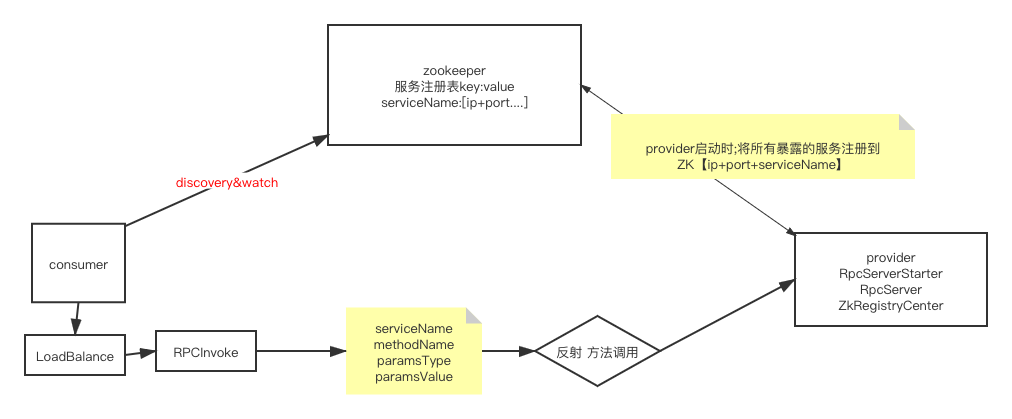 zookeeper
服务注册表key:value
serviceName:[ip+port....]
provider启动时;将所有暴露的服务注册到
ZK【ip+port+serviceName】
discovery&watch
consumer
provider
RpcServerStarter
RpcServer
ZkRegistryCenter
LoadBalance
RPCInvoke
serviceName
methodName
paramsType
paramsValue
反射 方法调用